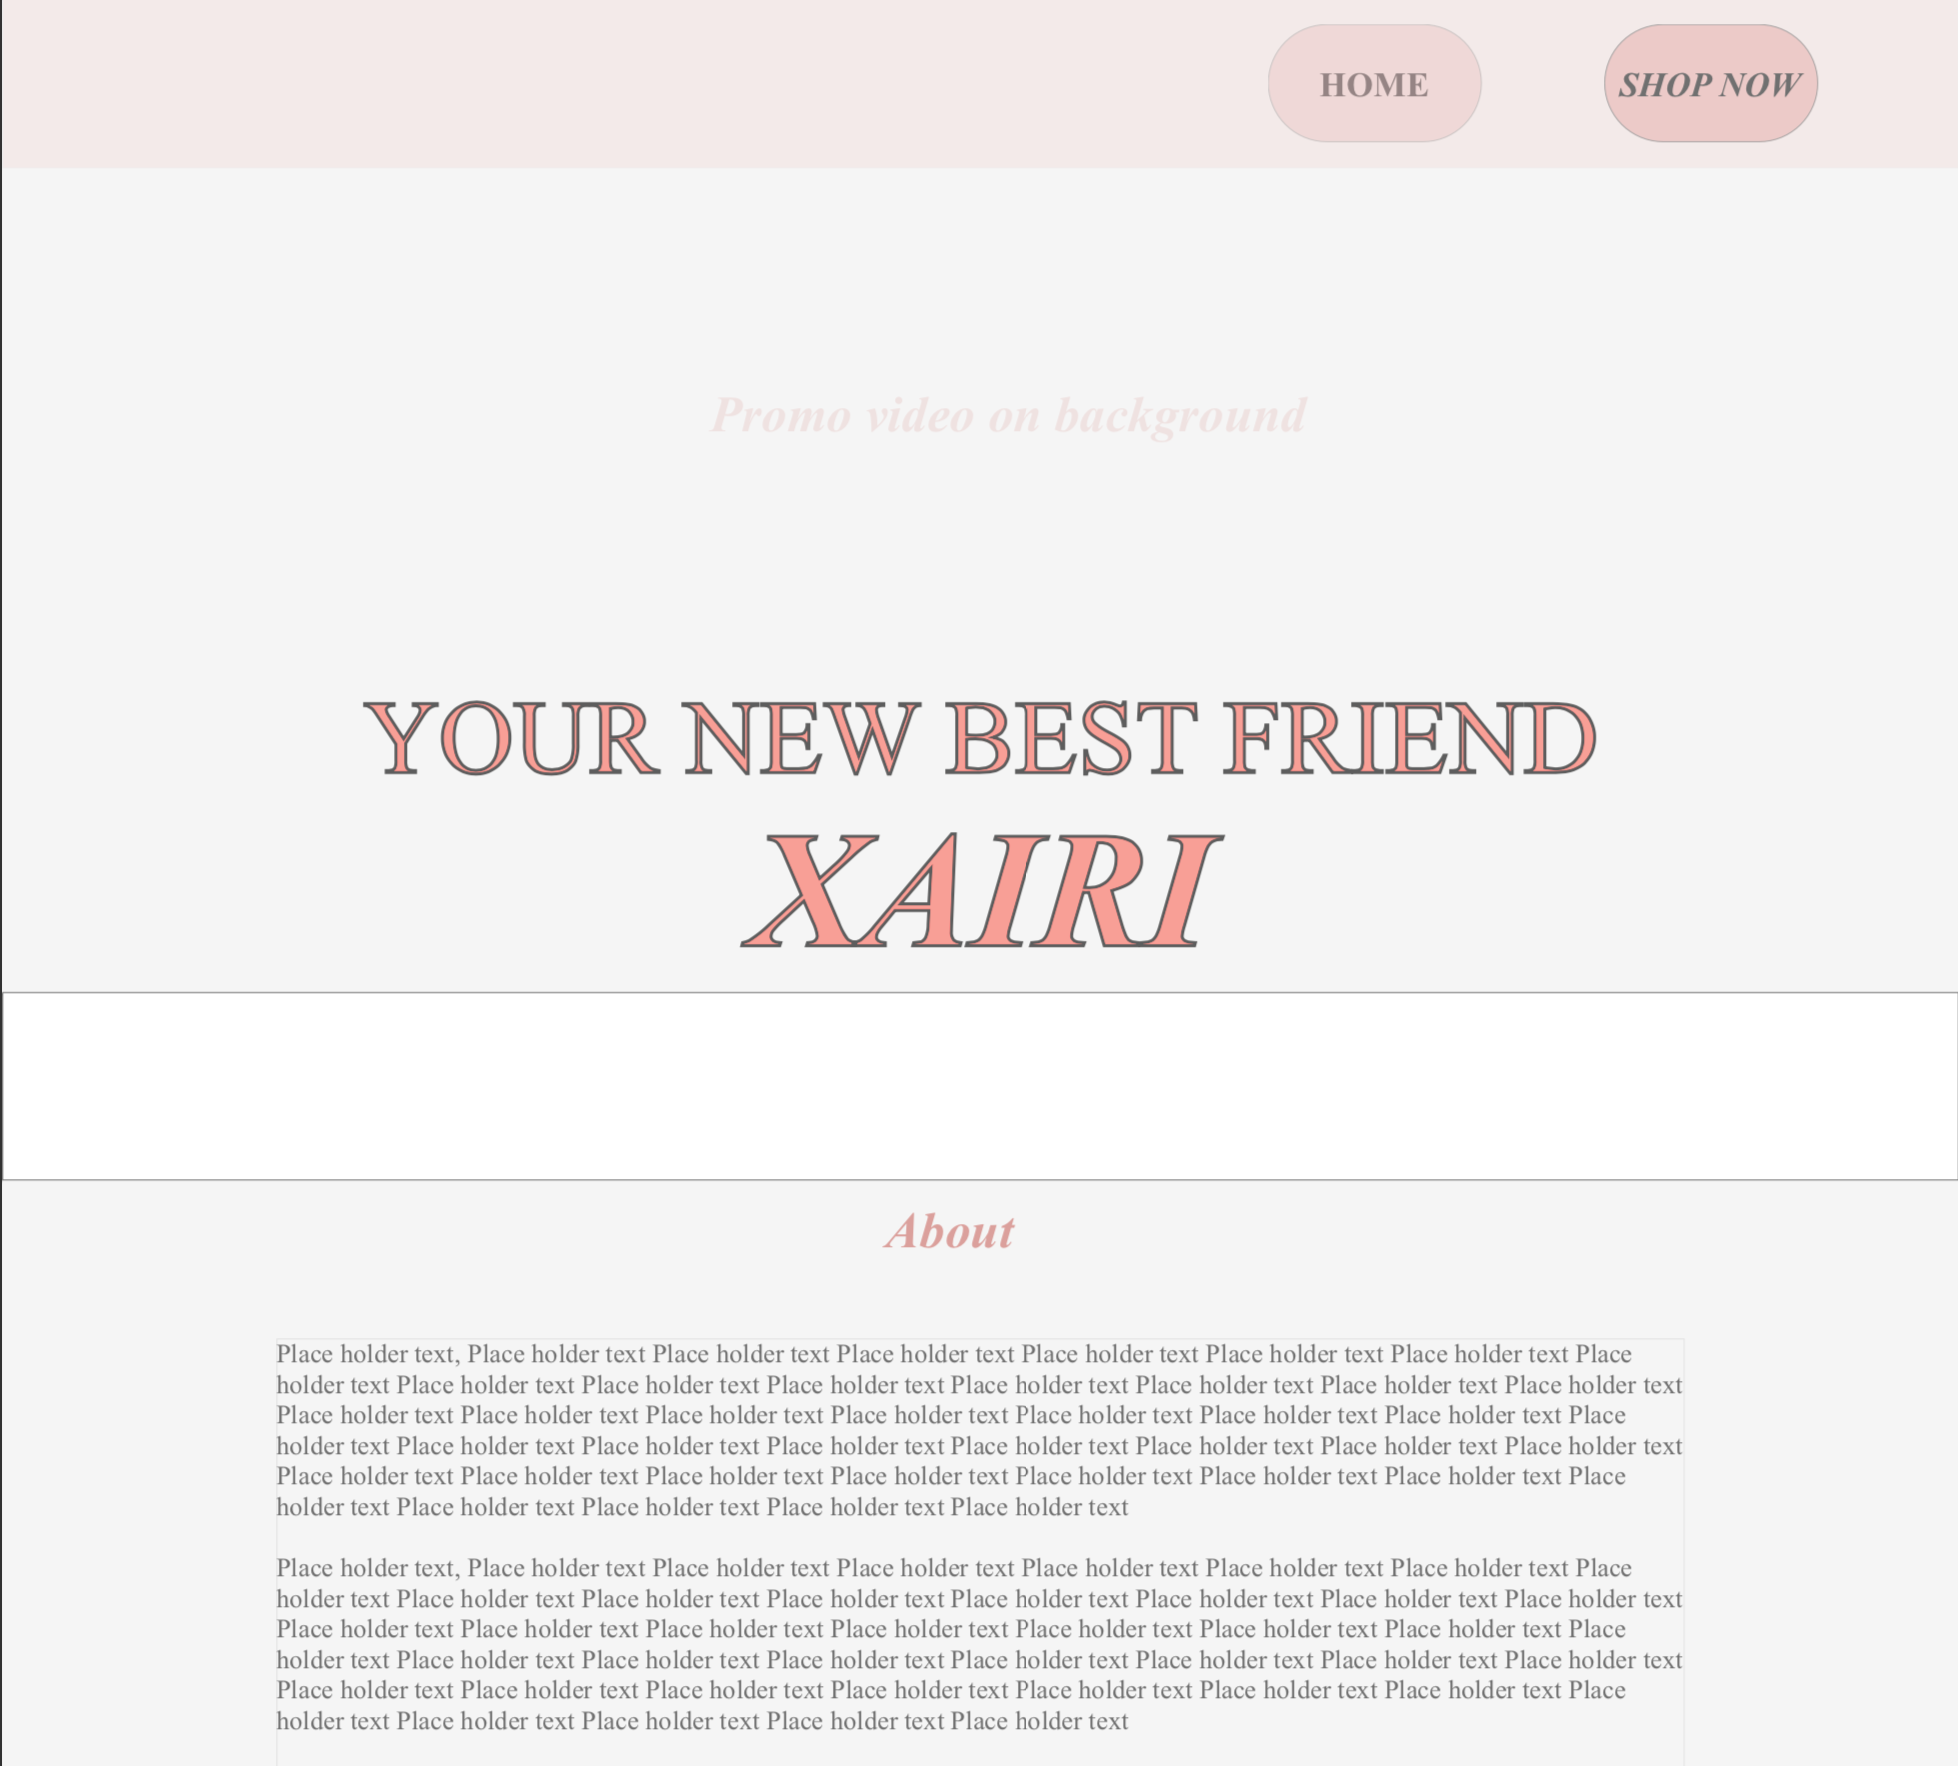 HOME
SHOP NOW
Promo video on background
YOUR NEW BEST FRIEND
XAIRI
About
Place holder text, Place holder text Place holder text Place holder text Place holder text Place holder text Place holder text Place
holder text Place holder text Place holder text Place holder text Place holder text Place holder text Place holder text Place holder text
Place holder text Place holder text Place holder text Place holder text Place holder text Place holder text Place holder text Place
holder text Place holder text Place holder text Place holder text Place holder text Place holder text Place holder text Place holder text
Place holder text Place holder text Place holder text Place holder text Place holder text Place holder text Place holder text Place
holder text Place holder text Place holder text Place holder text Place holder text
Place holder text, Place holder text Place holder text Place holder text Place holder text Place holder text Place holder text Place
holder text Place holder text Place holder text Place holder text Place holder text Place holder text Place holder text Place holder text
Place holder text Place holder text Place holder text Place holder text Place holder text Place holder text Place holder text Place
holder text Place holder text Place holder text Place holder text Place holder text Place holder text Place holder text Place holder text
Place holder text Place holder text Place holder text Place holder text Place holder text Place holder text Place holder text Place
holder text Place holder text Place holder text Place holder text Place holder text